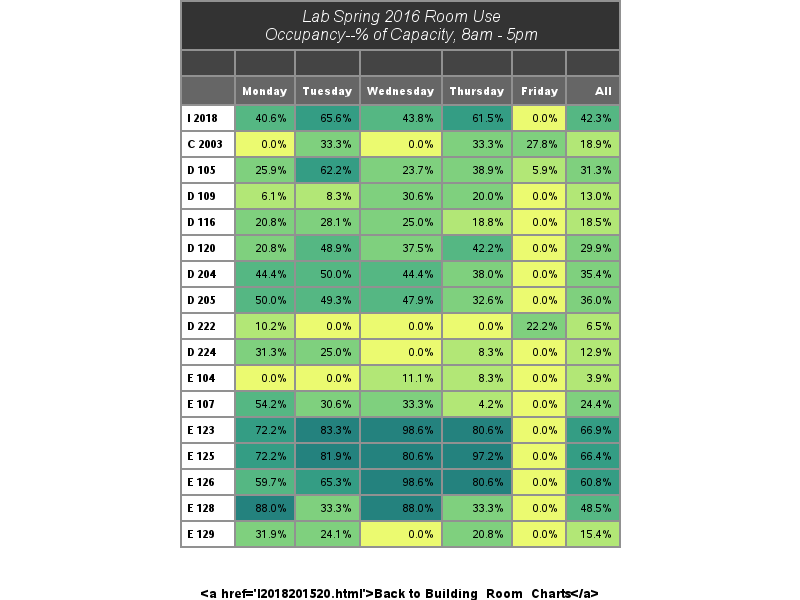 Lab Spring 2016 Room Use
Occupancy--% of Capacity, 8am - 5pm
Monday Tuesday Wednesday Thursday Friday All
I 2018 40.6% 65.6% 43.8% 61.5% 0.0% 42.3%
C 2003 0.0% 33.3% 0.0% 33.3% 27.8% 18.9%
D 105 25.9% 62.2% 23.7% 38.9% 5.9% 31.3%
D 109 6.1% 8.3% 30.6% 20.0% 0.0% 13.0%
D 116 20.8% 28.1% 25.0% 18.8% 0.0% 18.5%
D 120 20.8% 48.9% 37.5% 42.2% 0.0% 29.9%
D 204 44.4% 50.0% 44.4% 38.0% 0.0% 35.4%
D 205 50.0% 49.3% 47.9% 32.6% 0.0% 36.0%
D 222 10.2% 0.0% 0.0% 0.0% 22.2% 6.5%
D 224 31.3% 25.0% 0.0% 8.3% 0.0% 12.9%
E 104 0.0% 0.0% 11.1% 8.3% 0.0% 3.9%
E 107 54.2% 30.6% 33.3% 4.2% 0.0% 24.4%
E 123 72.2% 83.3% 98.6% 80.6% 0.0% 66.9%
E 125 72.2% 81.9% 80.6% 97.2% 0.0% 66.4%
E 126 59.7% 65.3% 98.6% 80.6% 0.0% 60.8%
E 128 88.0% 33.3% 88.0% 33.3% 0.0% 48.5%
E 129 31.9% 24.1% 0.0% 20.8% 0.0% 15.4%
<a href='I2018201520.html'>Back to Building_Room_Charts</a>